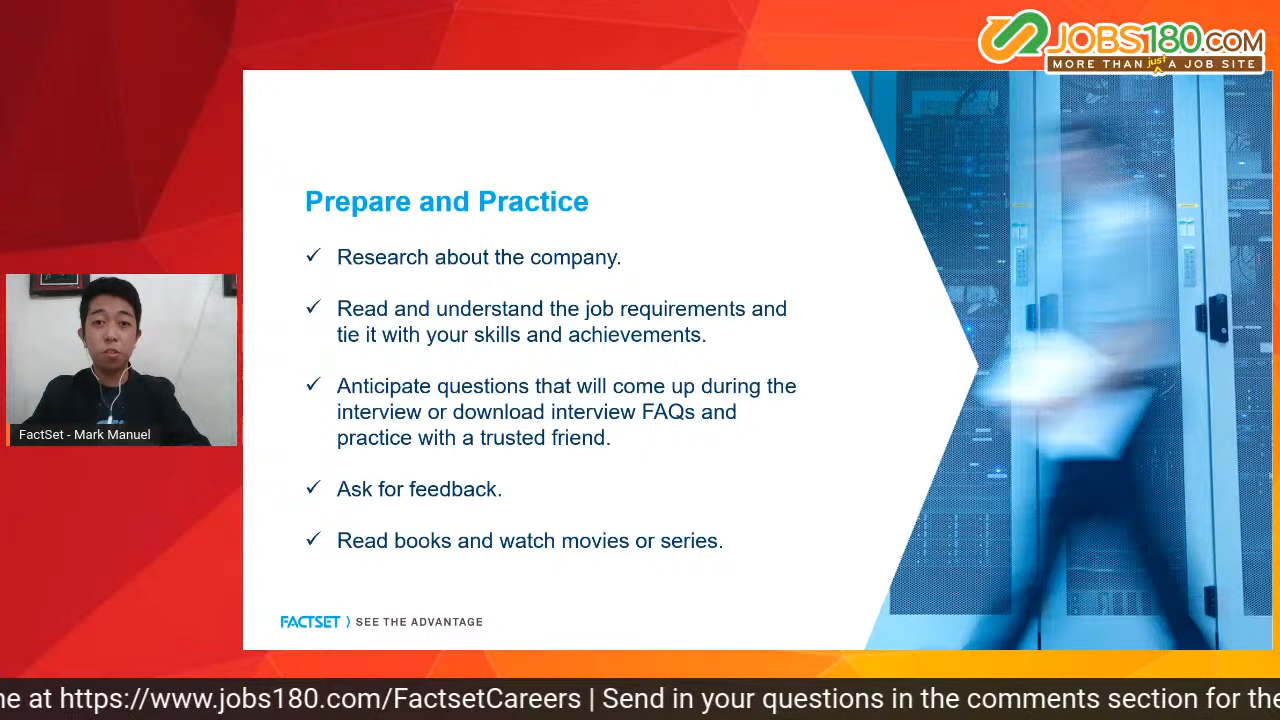 JOBS180.COM
MORE THAN just A JOB SITE
Prepare and Practice
✓ Research about the company.
✓ Read and understand the job requirements and
tie it with your skills and achievements.
✓ Anticipate questions that will come up during the
interview or download interview FAQs and
practice with a trusted friend.
✓ Ask for feedback.
✓ Read books and watch movies or series.
FactSet - Mark Manuel
FACTSET ⟩ SEE THE ADVANTAGE
at https://www.jobs180.com/FactsetCareers | Send in your questions in the comments section for